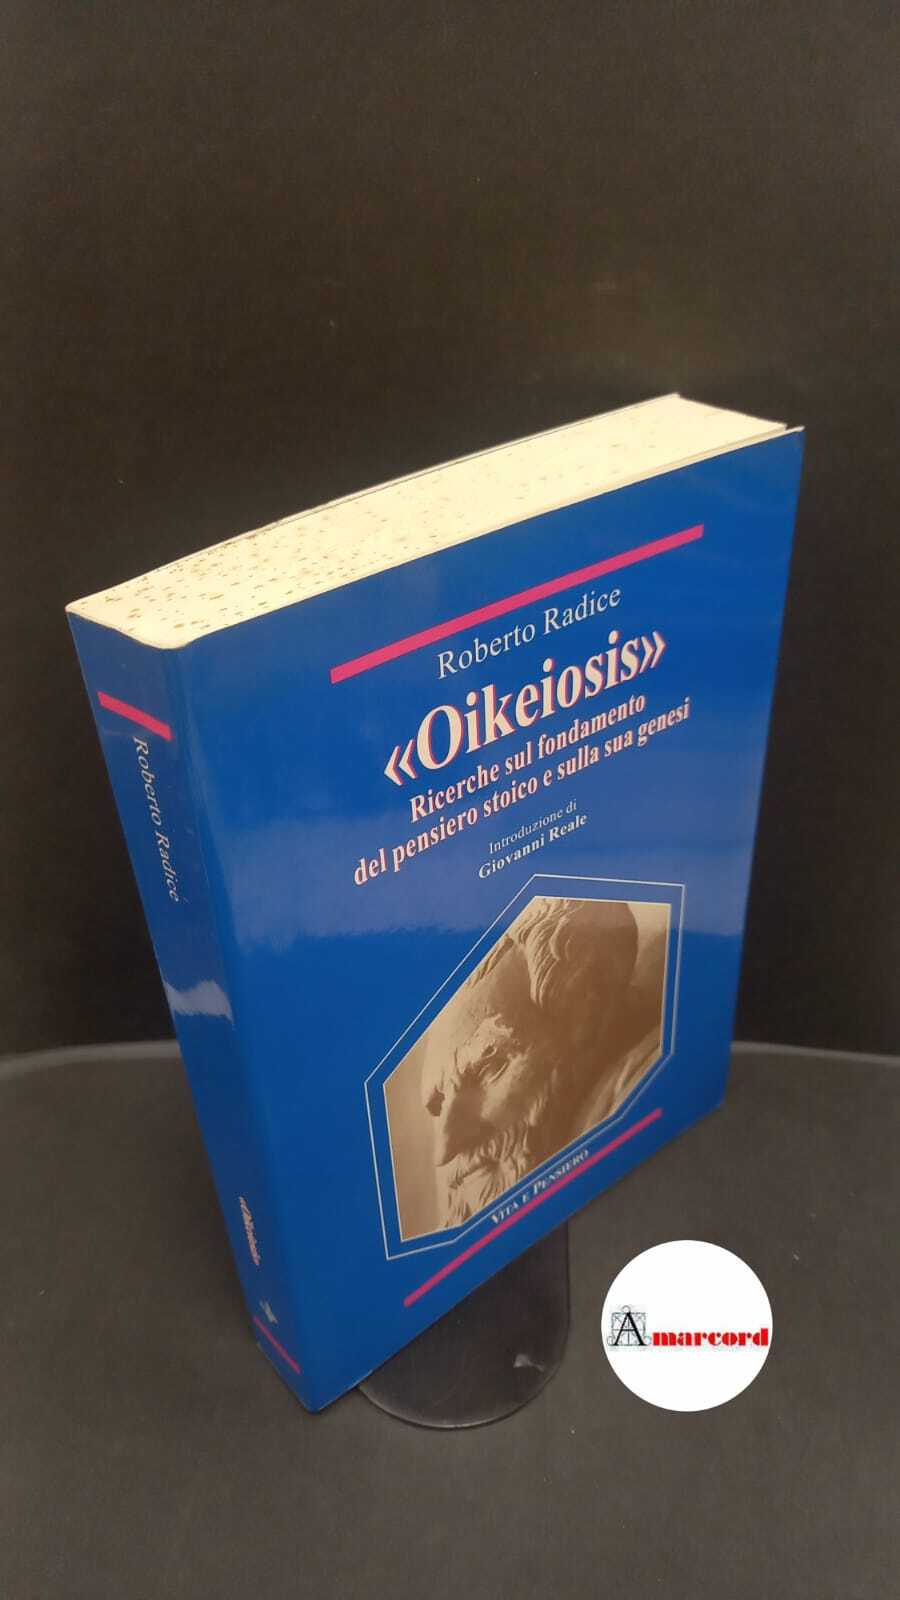 Roberto Radice
«Oikeiosis»
Ricerche sul fondamento
del pensiero stoico e sulla sua genesi
Introduzione di
Giovanni Reale
VITA E PENSIERO
Roberto Radice
«Oikeiosis»
Amarcord